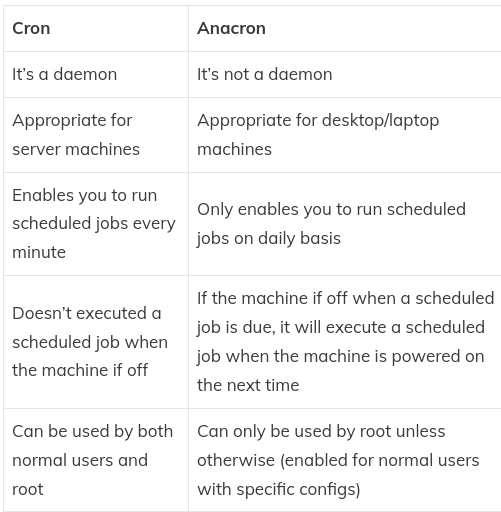 Cron
Anacron
It’s a daemon
It’s not a daemon
Appropriate for
server machines
Appropriate for desktop/laptop
machines
Enables you to run
scheduled jobs every
minute
Only enables you to run scheduled
jobs on daily basis
Doesn’t executed a
scheduled job when
the machine if off
If the machine if off when a scheduled
job is due, it will execute a scheduled
job when the machine is powered on
the next time
Can be used by both
normal users and
root
Can only be used by root unless
otherwise (enabled for normal users
with specific configs)